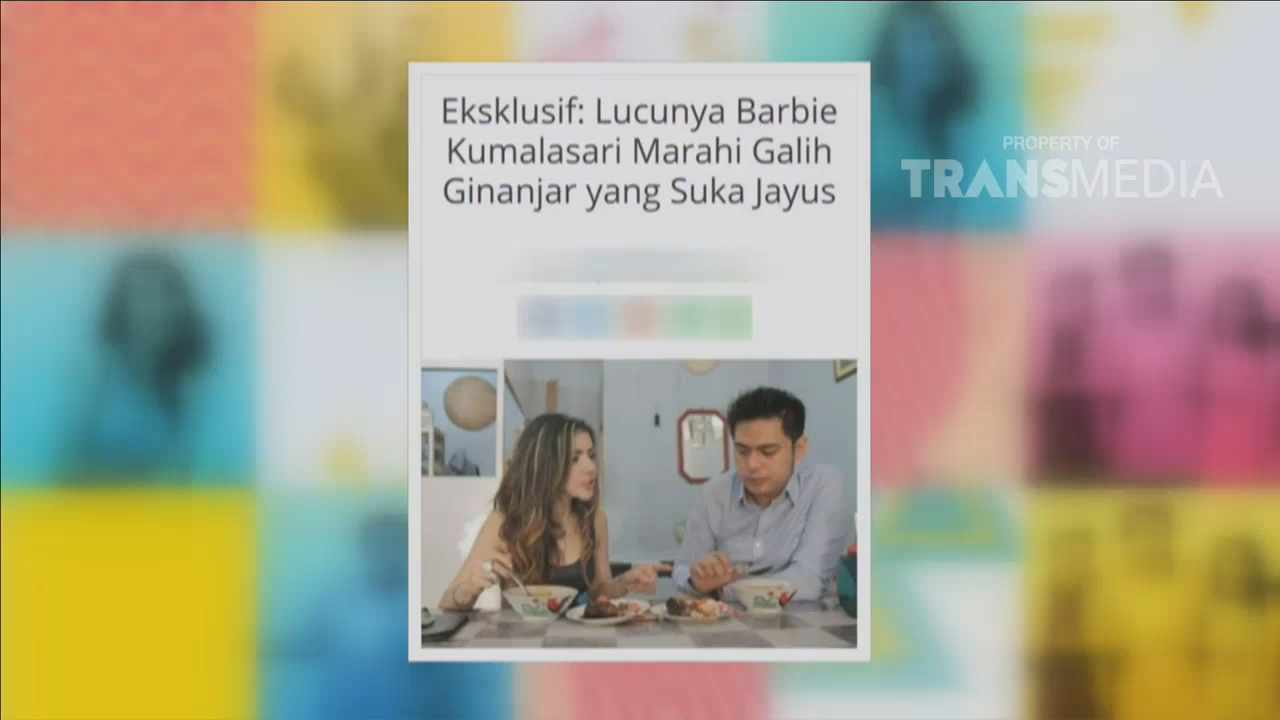 Eksklusif: Lucunya Barbie
Kumalasari Marahi Galih
Ginanjar yang Suka Jayus
PROPERTY OF
TRANSMEDIA